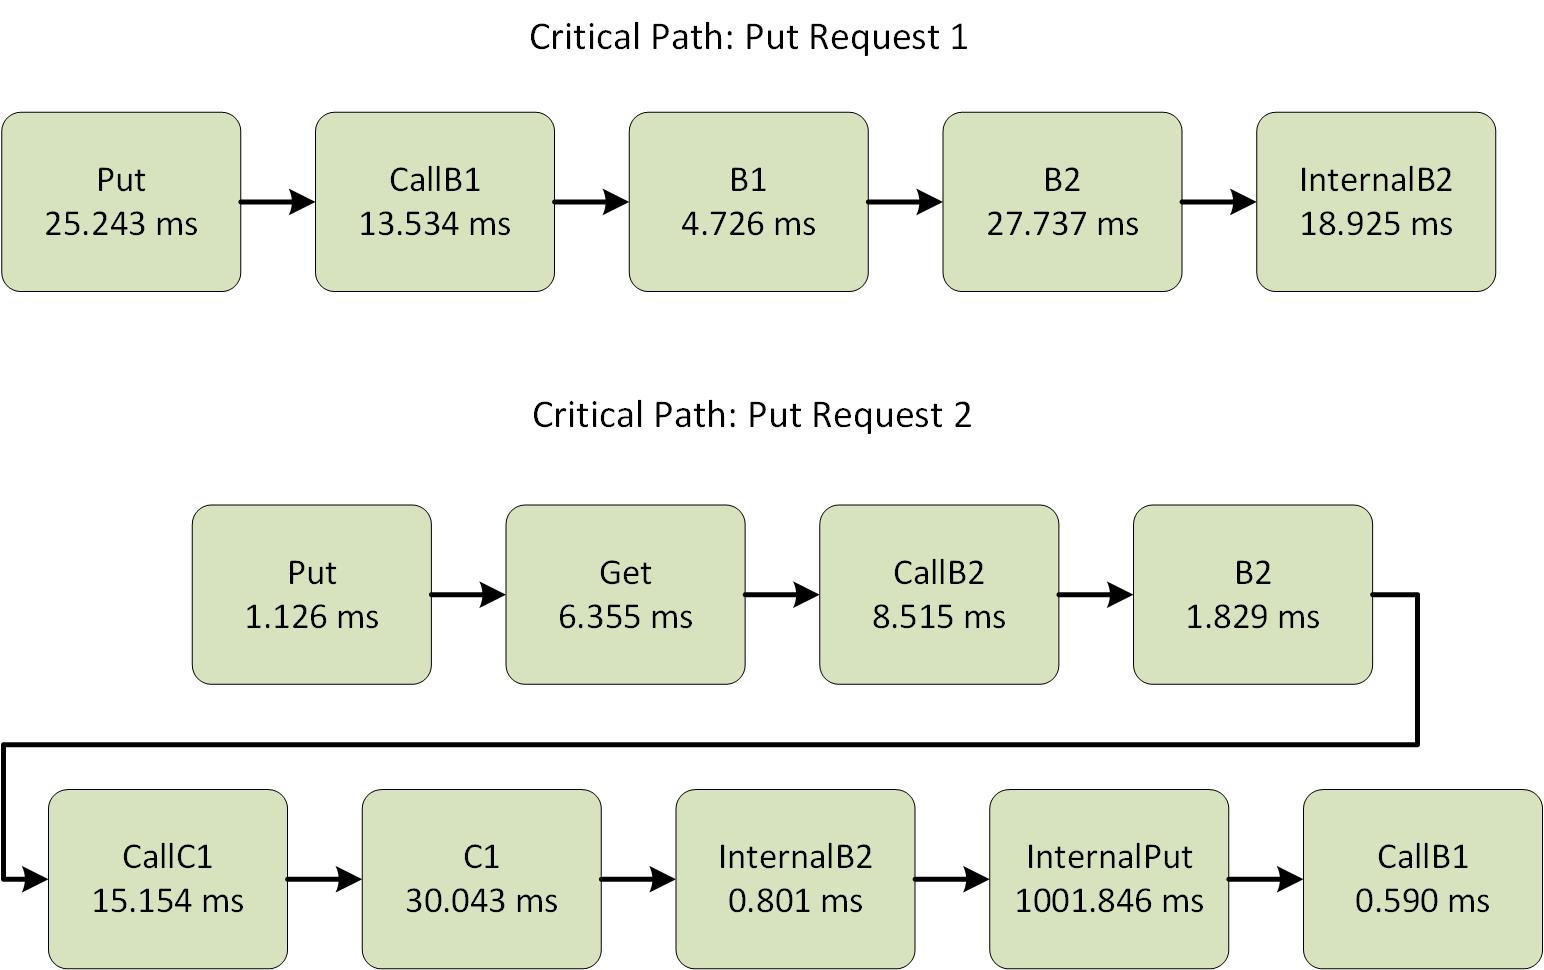 Critical Path: Put Request 1
Put
25.243 ms
CallB1
13.534 ms
B1
4.726 ms
B2
27.737 ms
InternalB2
18.925 ms
Critical Path: Put Request 2
Put
1.126 ms
Get
6.355 ms
CallB2
8.515 ms
B2
1.829 ms
CallC1
15.154 ms
C1
30.043 ms
InternalB2
0.801 ms
InternalPut
1001.846 ms
CallB1
0.590 ms